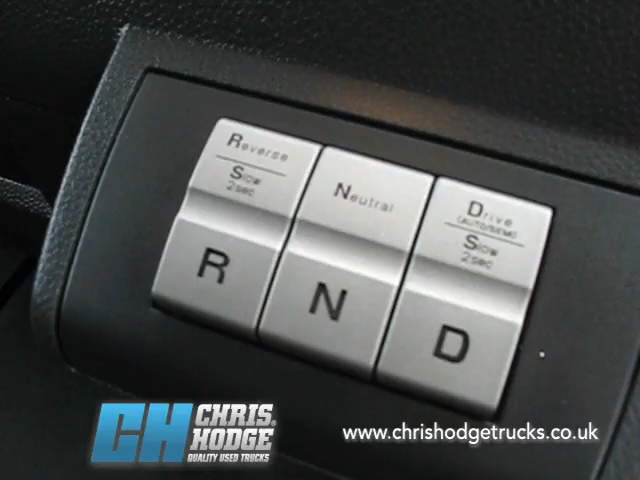 Reverse
Slow
2sec
R
Neutral
N
Drive
(AUTO/SEMI)
Slow
2sec
D
CH CHRIS
HODGE
QUALITY USED TRUCKS
www.chrishodgetrucks.co.uk